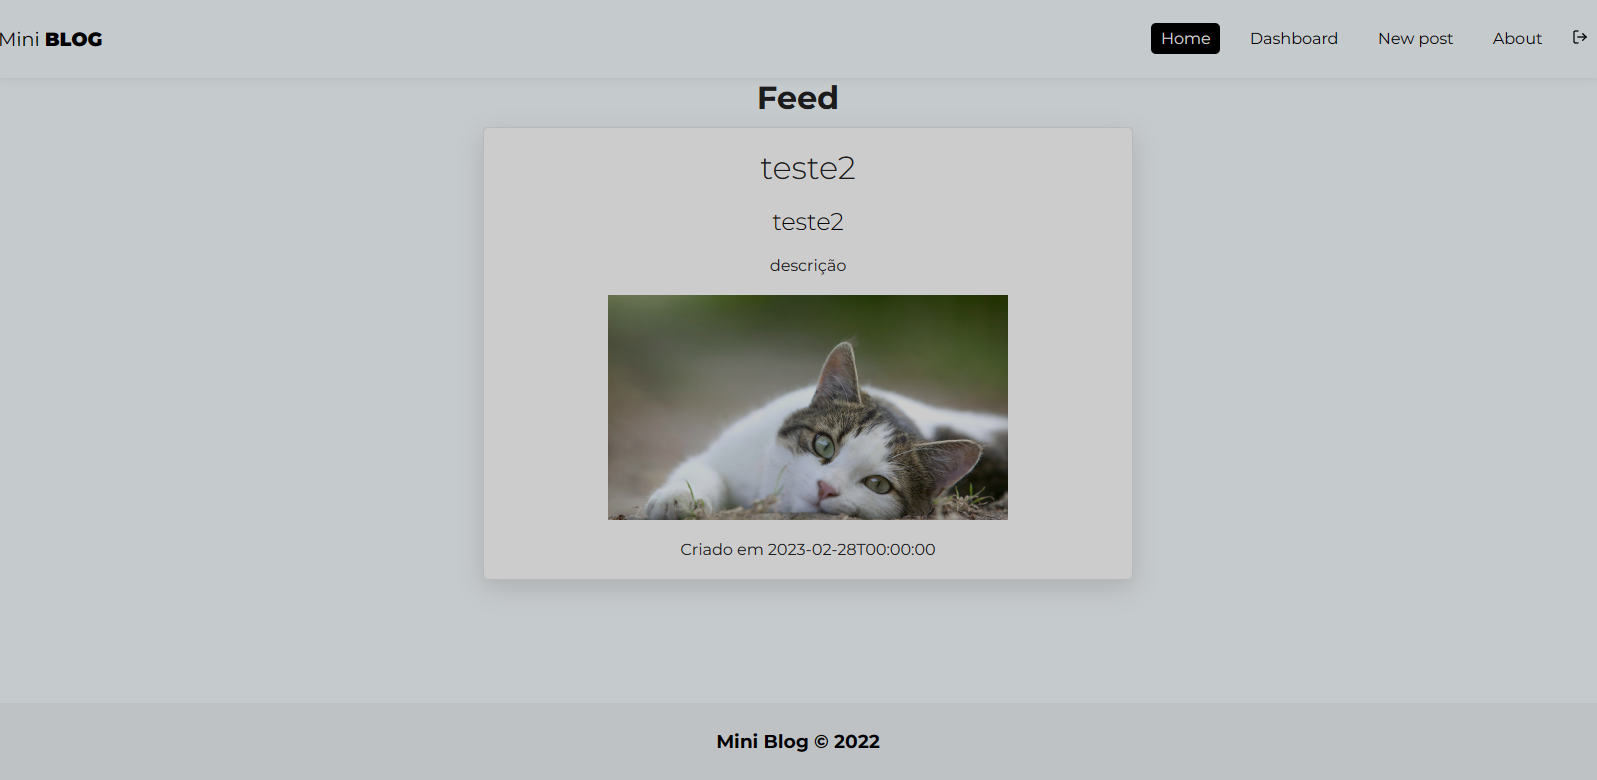 Mini BLOG
Home Dashboard New post About
Feed
teste2
teste2
descrição
Criado em 2023-02-28T00:00:00
Mini Blog © 2022